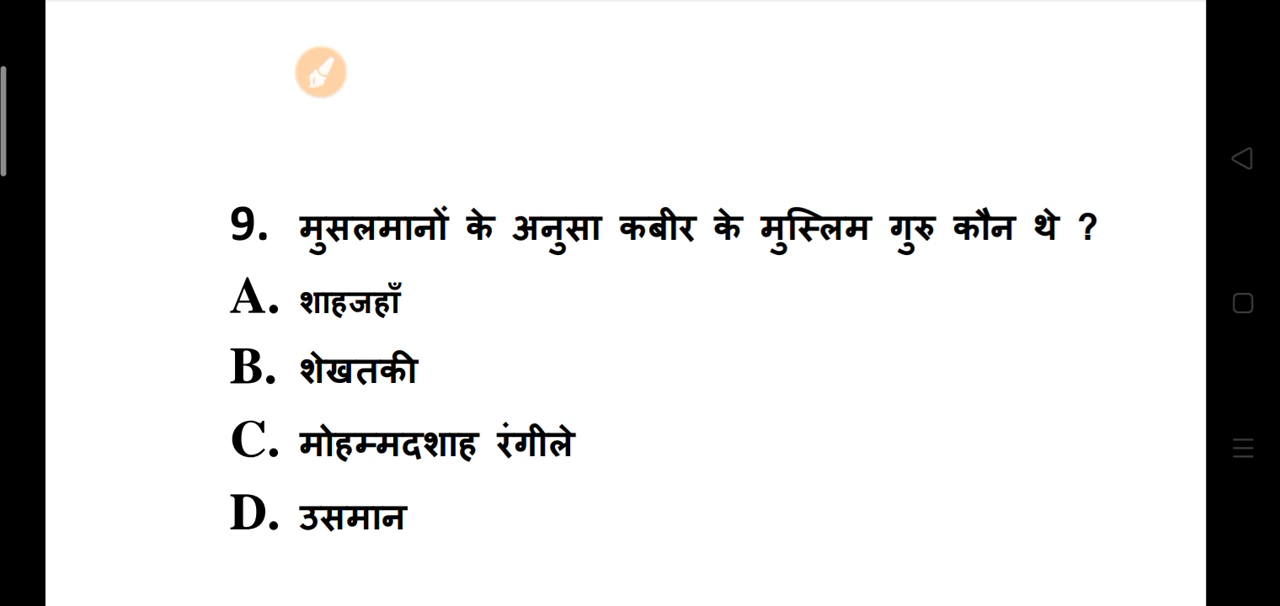 9. मुसलमानों के अनुसा कबीर के मुस्लिम गुरु कौन थे ?
A. शाहजहाँ
B. शेखतकी
C. मोहम्मदशाह रंगीले
D. उसमान